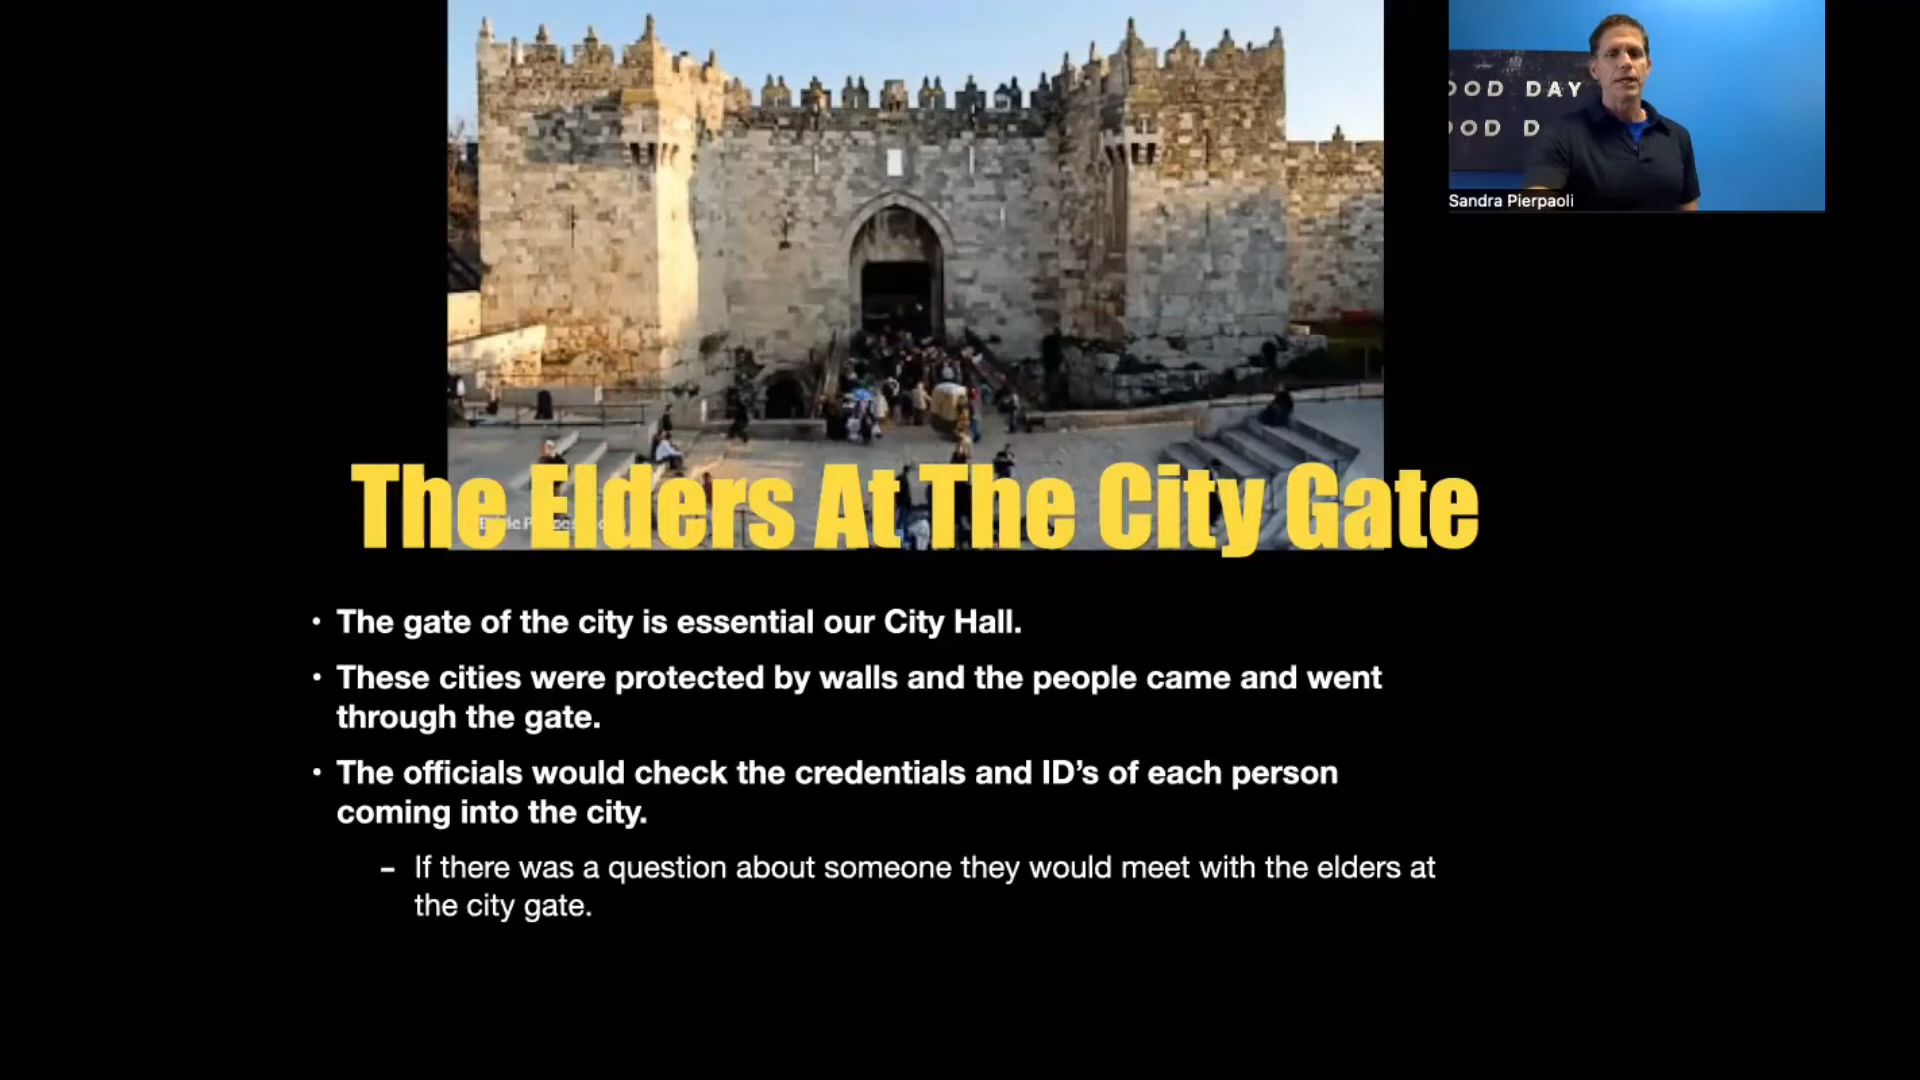 OOD DAY
OOD D
Sandra Pierpaoli
The Elders At The City Gate
• The gate of the city is essential our City Hall.
• These cities were protected by walls and the people came and went
through the gate.
• The officials would check the credentials and ID’s of each person
coming into the city.
– If there was a question about someone they would meet with the elders at
the city gate.